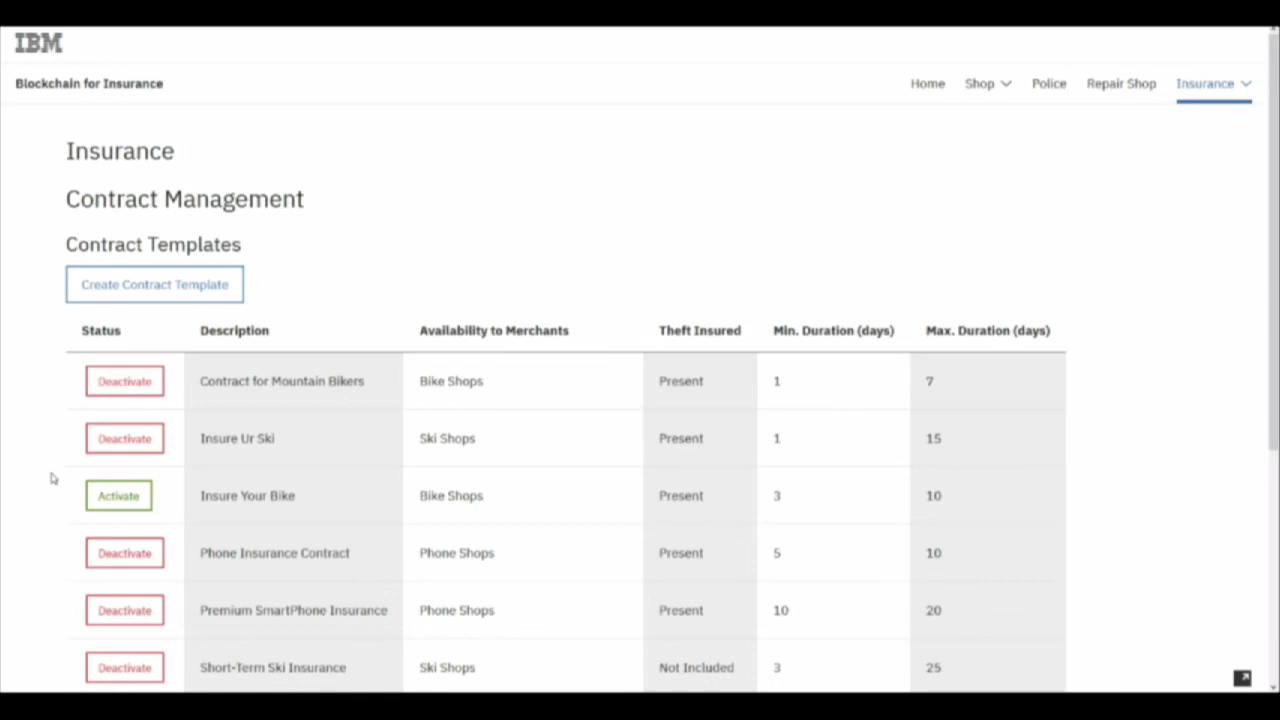 IBM
Blockchain for Insurance Home Shop Police Repair Shop Insurance
Insurance
Contract Management
Contract Templates
Create Contract Template
Status Description Availability to Merchants Theft Insured Min. Duration (days) Max. Duration (days)
Deactivate Contract for Mountain Bikers Bike Shops Present 1 7
Deactivate Insure Ur Ski Ski Shops Present 1 15
Activate Insure Your Bike Bike Shops Present 3 10
Deactivate Phone Insurance Contract Phone Shops Present 5 10
Deactivate Premium SmartPhone Insurance Phone Shops Present 10 20
Deactivate Short-Term Ski Insurance Ski Shops Not Included 3 25